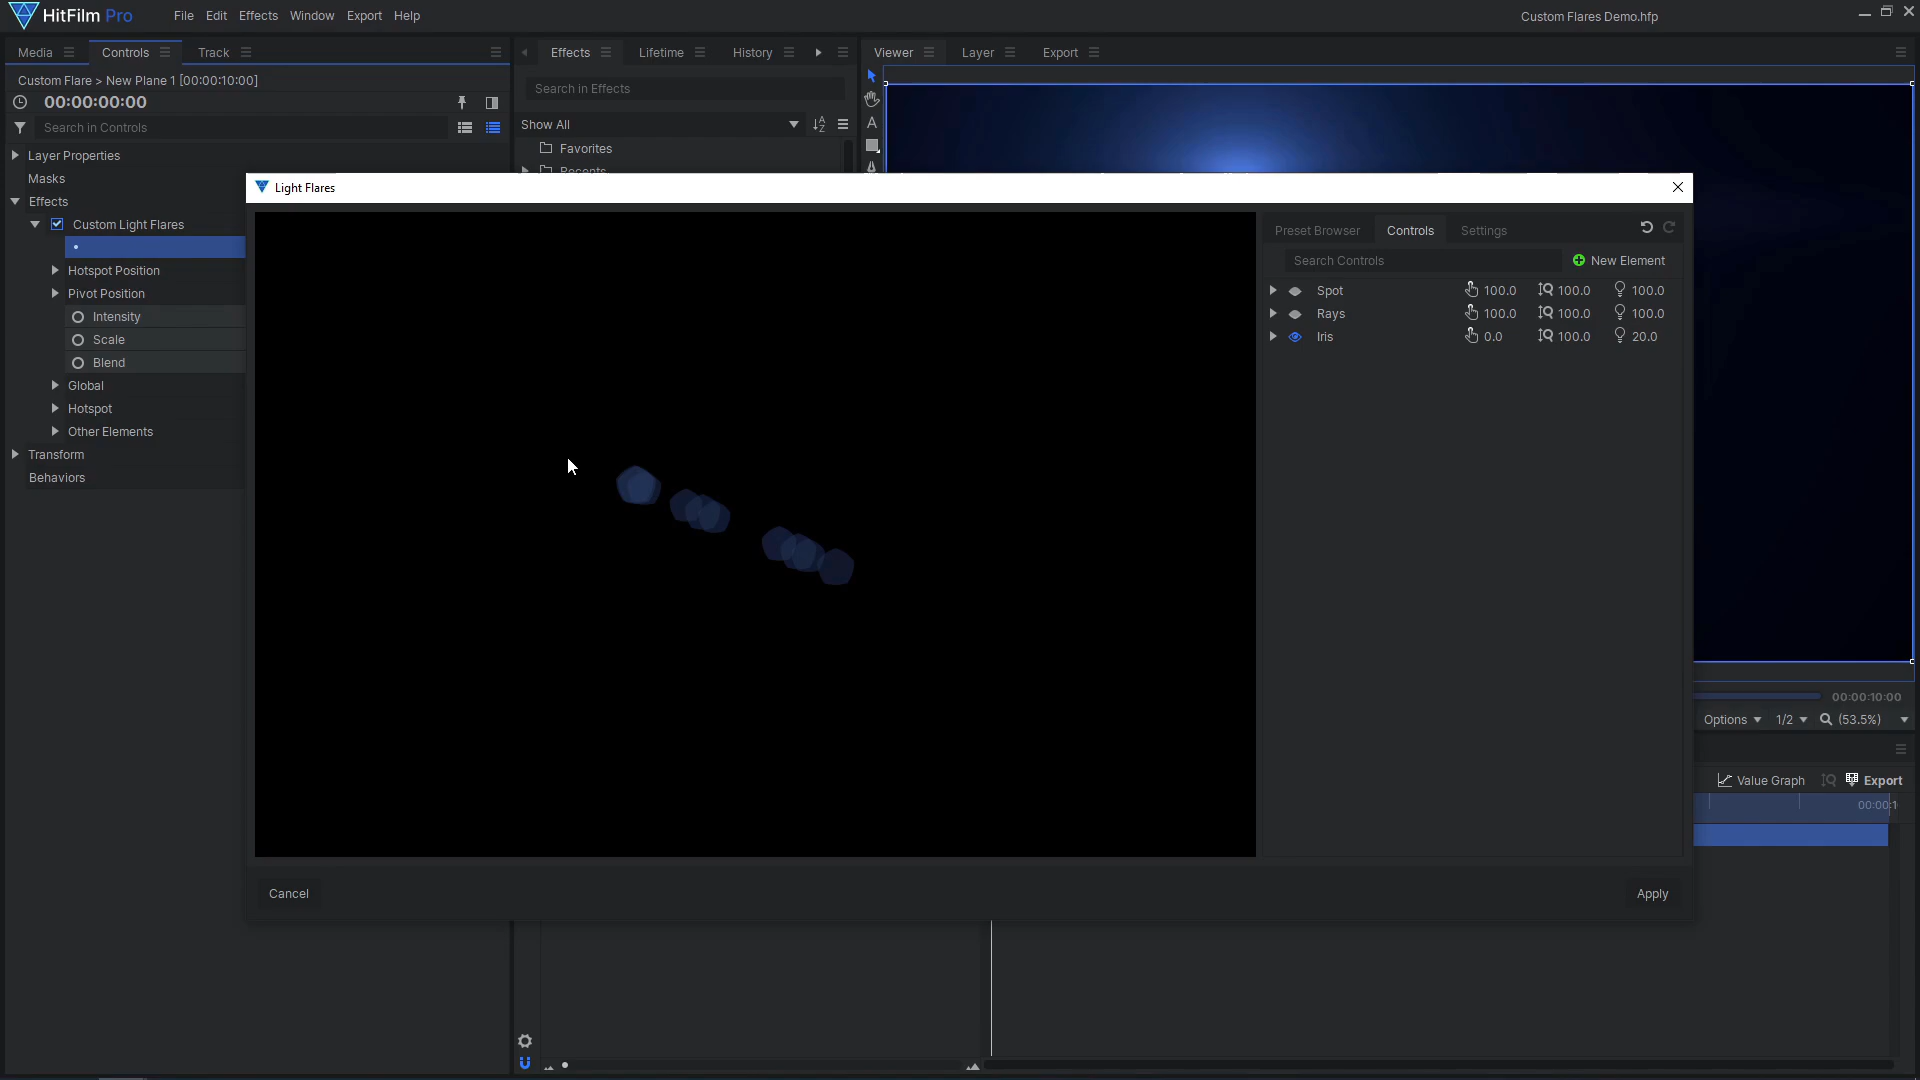 HitFilm Pro
File Edit Effects Window Export Help
Custom Flares Demo.hfp
Media Controls Track
Effects Lifetime History
Viewer Layer Export
Custom Flare > New Plane 1 [00:00:10:00]
00:00:00:00
Search in Controls
Search in Effects
Show All
Favorites
Recents
A
Layer Properties
Masks
Effects
Custom Light Flares
Hotspot Position
Pivot Position
Intensity
Scale
Blend
Global
Hotspot
Other Elements
Transform
Behaviors
Light Flares
Preset Browser Controls Settings
Search Controls New Element
Spot 100.0 100.0 100.0
Rays 100.0 100.0 100.0
Iris 0.0 100.0 20.0
Cancel Apply
00:00:10:00
Options 1/2 (53.5%)
Value Graph Export
00:00:1